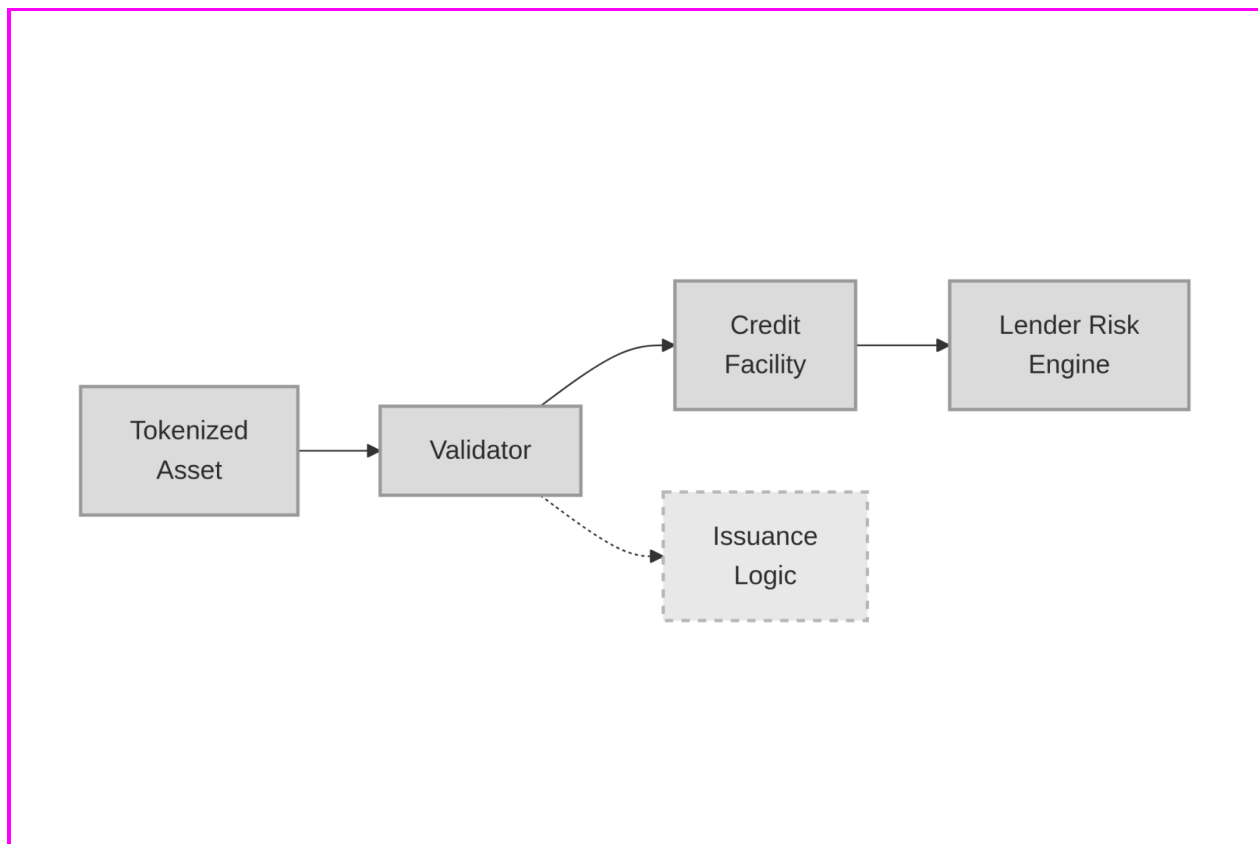 Tokenized
Asset
Validator
Credit
Facility
Lender Risk
Engine
Issuance
Logic